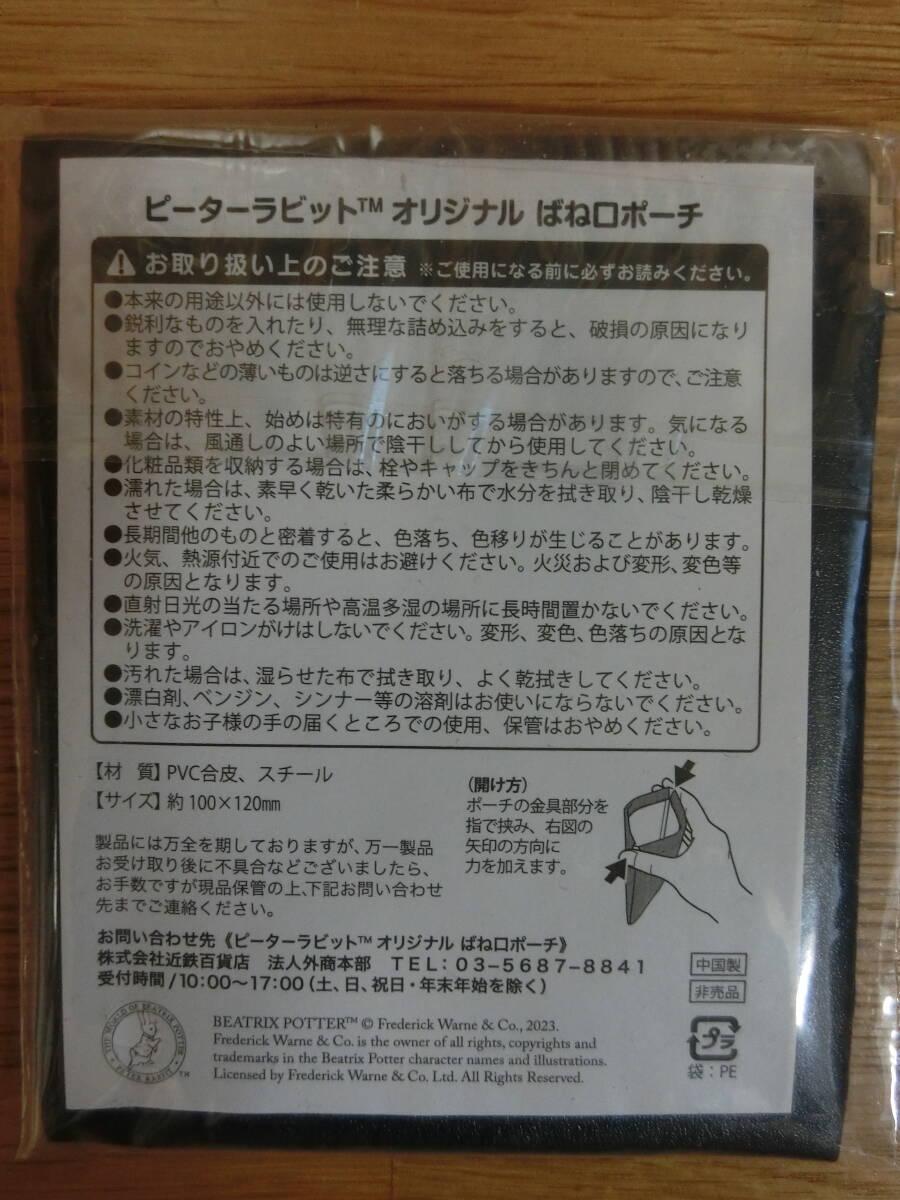 ピーターラビット™ オリジナル ばね口ポーチ
お取り扱い上のご注意 ※ご使用になる前に必ずお読みください。
●本来の用途以外には使用しないでください。
●鋭利なものを入れたり、無理な詰め込みをすると、破損の原因になり
ますのでおやめください。
●コインなどの薄いものは逆さにすると落ちる場合がありますので、ご注意
ください。
●素材の特性上、始めは特有のにおいがする場合があります。気になる
場合は、風通しのよい場所で陰干ししてから使用してください。
●化粧品類を収納する場合は、栓やキャップをきちんと閉めてください。
●濡れた場合は、素早く乾いた柔らかい布で水分を拭き取り、陰干し乾燥
させてください。
●長期間他のものと密着すると、色落ち、色移りが生じることがあります。
●火気、熱源付近でのご使用はお避けください。火災および変形、変色等
の原因となります。
●直射日光の当たる場所や高温多湿の場所に長時間置かないでください。
●洗濯やアイロンがけはしないでください。変形、変色、色落ちの原因とな
ります。
●汚れた場合は、湿らせた布で拭き取り、よく乾拭きしてください。
●漂白剤、ベンジン、シンナー等の溶剤はお使いにならないでください。
●小さなお子様の手の届くところでの使用、保管はおやめください。
【材 質】PVC合皮、スチール
【サイズ】約100×120mm
(開け方)
ポーチの金具部分を
指で挟み、右図の
矢印の方向に
力を加えます。
製品には万全を期しておりますが、万一製品
お受け取り後に不具合などございましたら、
お手数ですが現品保管の上、下記お問い合わせ
先までご連絡ください。
お問い合わせ先《ピーターラビット™ オリジナル ばね口ポーチ》
株式会社近鉄百貨店 法人外商本部 TEL：03-5687-8841
受付時間/10:00〜17:00（土、日、祝日・年末年始を除く）
中国製
非売品
THE WORLD OF BEATRIX POTTER
PETER RABBIT
™
BEATRIX POTTER™ © Frederick Warne & Co., 2023.
Frederick Warne & Co. is the owner of all rights, copyrights and
trademarks in the Beatrix Potter character names and illustrations.
Licensed by Frederick Warne & Co. Ltd. All Rights Reserved.
プラ
袋：PE